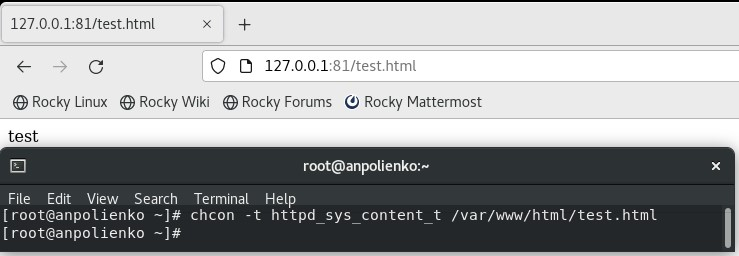 127.0.0.1:81/test.html
127.0.0.1:81/test.html
Rocky Linux Rocky Wiki Rocky Forums Rocky Mattermost
test
root@anpolienko:~
File Edit View Search Terminal Help
[root@anpolienko ~]# chcon -t httpd_sys_content_t /var/www/html/test.html
[root@anpolienko ~]#